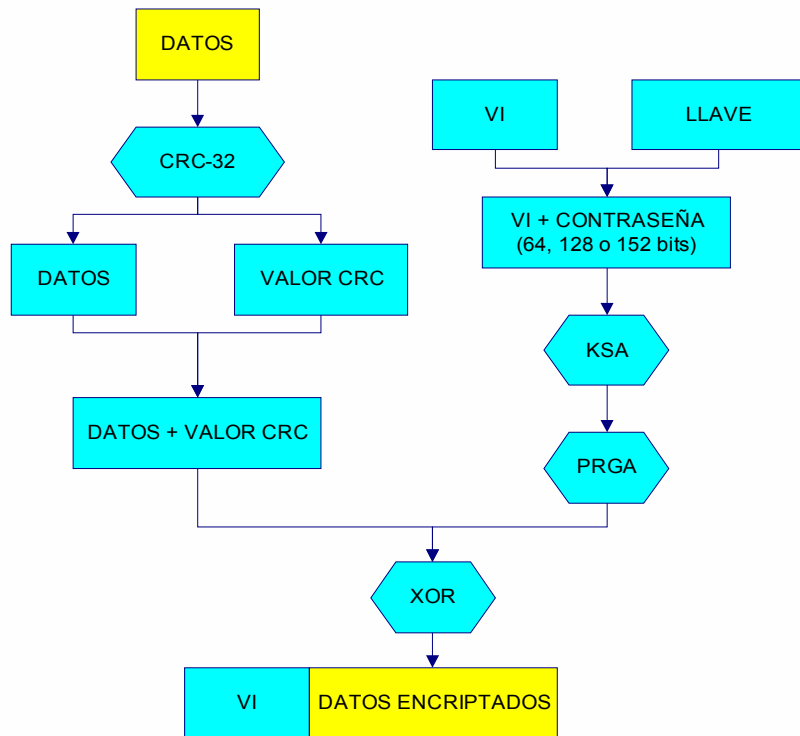 DATOS
VI
LLAVE
CRC-32
VI + CONTRASEÑA
(64, 128 o 152 bits)
DATOS
VALOR CRC
KSA
DATOS + VALOR CRC
PRGA
XOR
VI
DATOS ENCRIPTADOS